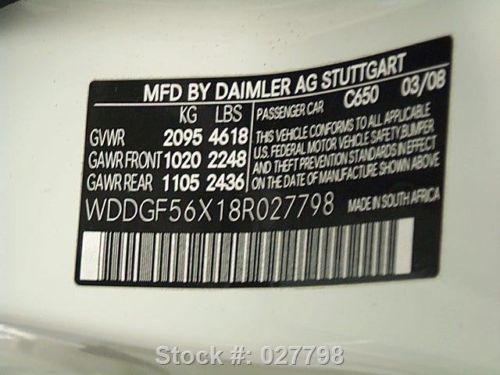 MFD BY DAIMLER AG STUTTGART
KG LBS
GVWR 2095 4618
GAWR FRONT 1020 2248
GAWR REAR 1105 2436
PASSENGER CAR C650 03/08
THIS VEHICLE CONFORMS TO ALL APPLICABLE
U.S. FEDERAL MOTOR VEHICLE SAFETY, BUMPER
AND THEFT PREVENTION STANDARDS IN EFFECT
ON THE DATE OF MANUFACTURE SHOWN ABOVE.
WDDGF56X18R027798
MADE IN SOUTH AFRICA
Stock #: 027798